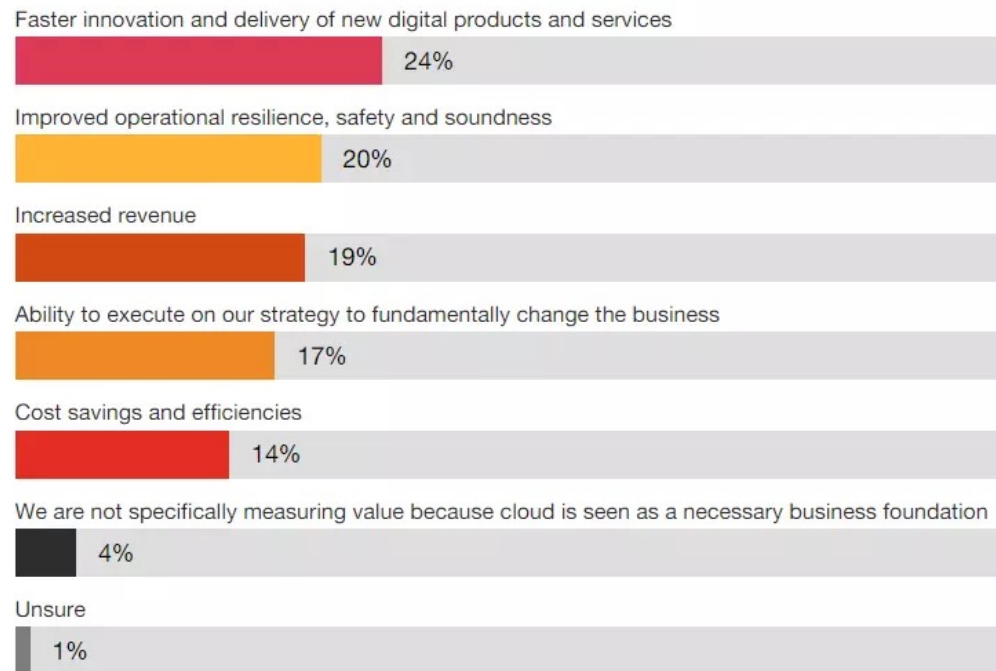 Faster innovation and delivery of new digital products and services
24%
Improved operational resilience, safety and soundness
20%
Increased revenue
19%
Ability to execute on our strategy to fundamentally change the business
17%
Cost savings and efficiencies
14%
We are not specifically measuring value because cloud is seen as a necessary business foundation
4%
Unsure
1%